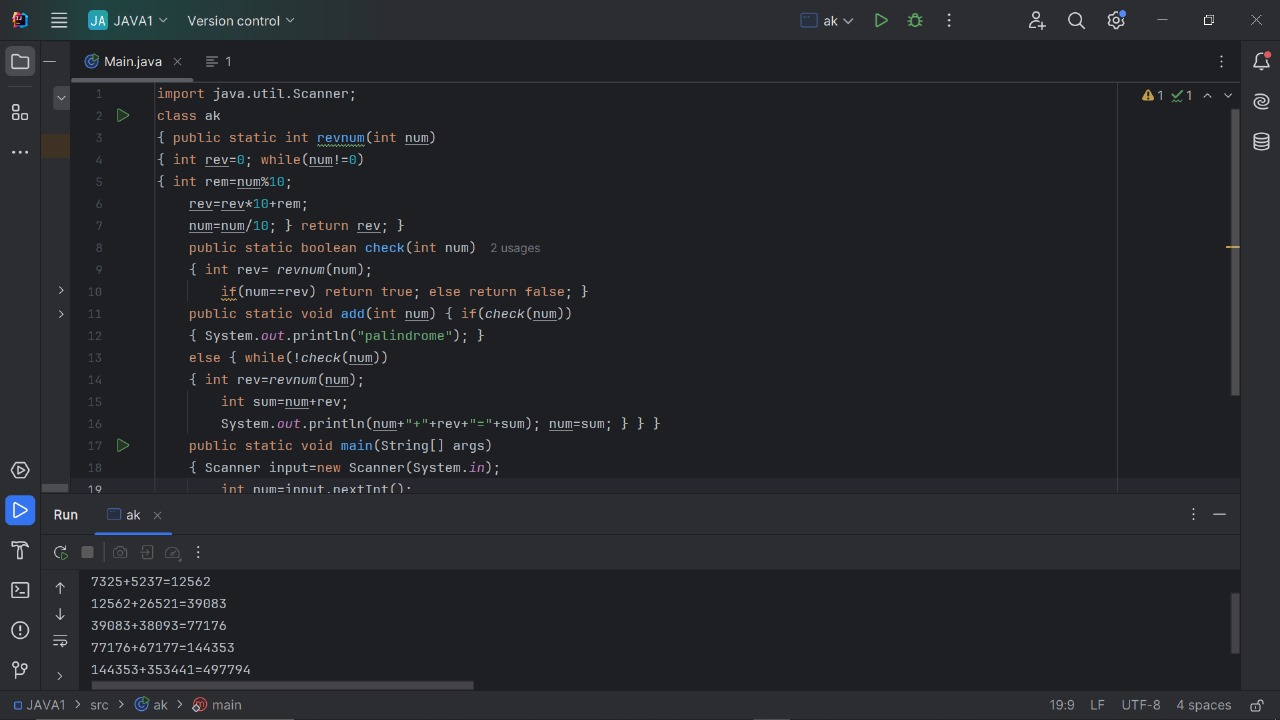 JA JAVA1 Version control ak
Main.java 1
1 import java.util.Scanner; 1 1
2 class ak
3 { public static int revnum(int num)
4 { int rev=0; while(num!=0)
5 { int rem=num%10;
6 rev=rev*10+rem;
7 num=num/10; } return rev; }
8 public static boolean check(int num) 2 usages
9 { int rev= revnum(num);
10 if(num==rev) return true; else return false; }
11 public static void add(int num) { if(check(num))
12 { System.out.println("palindrome"); }
13 else { while(!check(num))
14 { int rev=revnum(num);
15 int sum=num+rev;
16 System.out.println(num+"+"+rev+"="+sum); num=sum; } } }
17 public static void main(String[] args)
18 { Scanner input=new Scanner(System.in);
19 int num=input.nextInt();
Run ak
7325+5237=12562
12562+26521=39083
39083+38093=77176
77176+67177=144353
144353+353441=497794
JAVA1 > src > ak > main 19:9 LF UTF-8 4 spaces